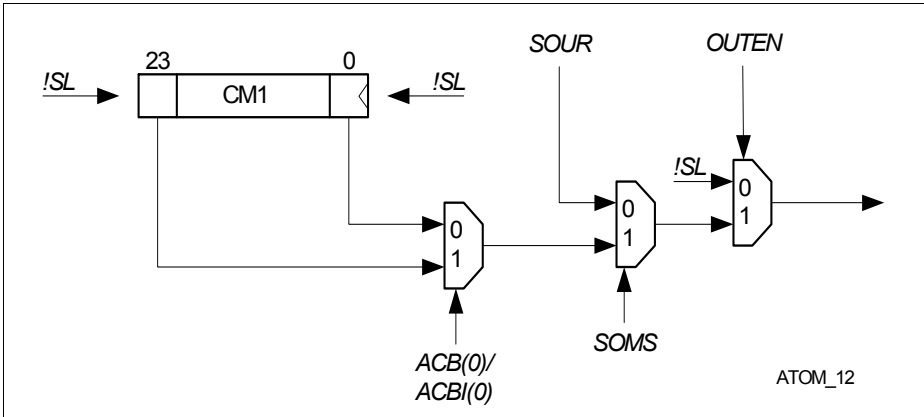 SOUR OUTEN
23 0
!SL CM1 !SL
!SL
0
0
1
1
0
1
SOMS
ACB(0)/
ACBI(0)
ATOM_12